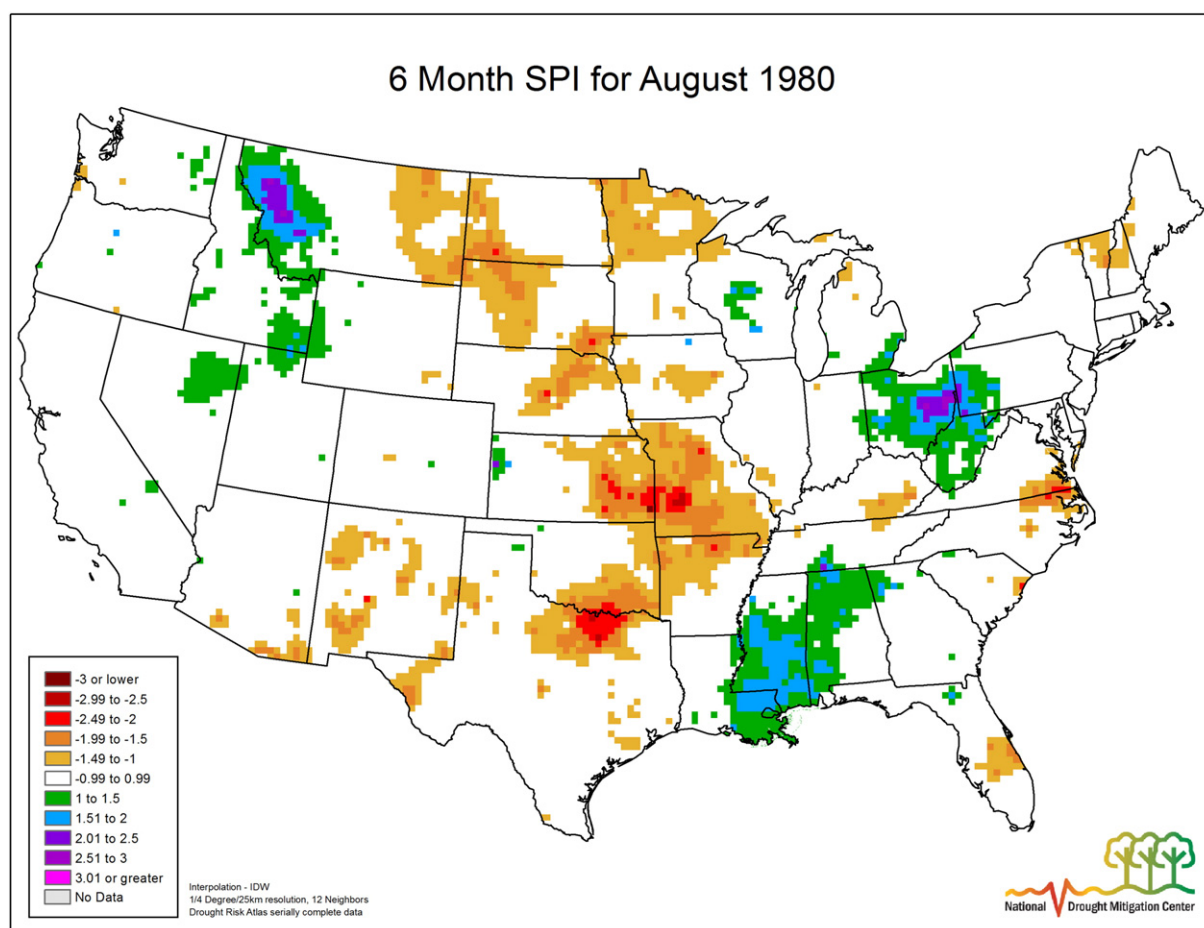 6 Month SPI for August 1980
-3 or lower
-2.99 to -2.5
-2.49 to -2
-1.99 to -1.5
-1.49 to -1
-0.99 to 0.99
1 to 1.5
1.51 to 2
2.01 to 2.5
2.51 to 3
3.01 or greater
No Data
Interpolation - IDW
1/4 Degree/25km resolution, 12 Neighbors
Drought Risk Atlas serially complete data
National Drought Mitigation Center